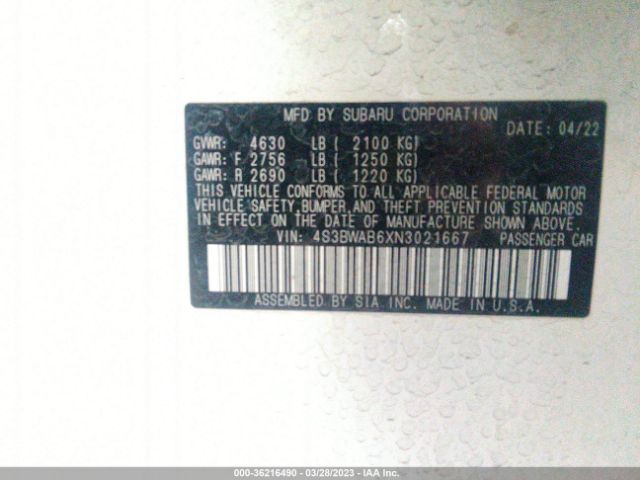 MFD BY SUBARU CORPORATION
DATE: 04/22
GVWR: 4630 LB ( 2100 KG)
GAWR: F 2756 LB ( 1250 KG)
GAWR: R 2690 LB ( 1220 KG)
THIS VEHICLE CONFORMS TO ALL APPLICABLE FEDERAL MOTOR
VEHICLE SAFETY, BUMPER, AND THEFT PREVENTION STANDARDS
IN EFFECT ON THE DATE OF MANUFACTURE SHOWN ABOVE.
VIN: 4S3BWAB6XN3021667 PASSENGER CAR
ASSEMBLED BY SIA INC. MADE IN U.S.A.
000-36216490 - 03/28/2023 - IAA Inc.